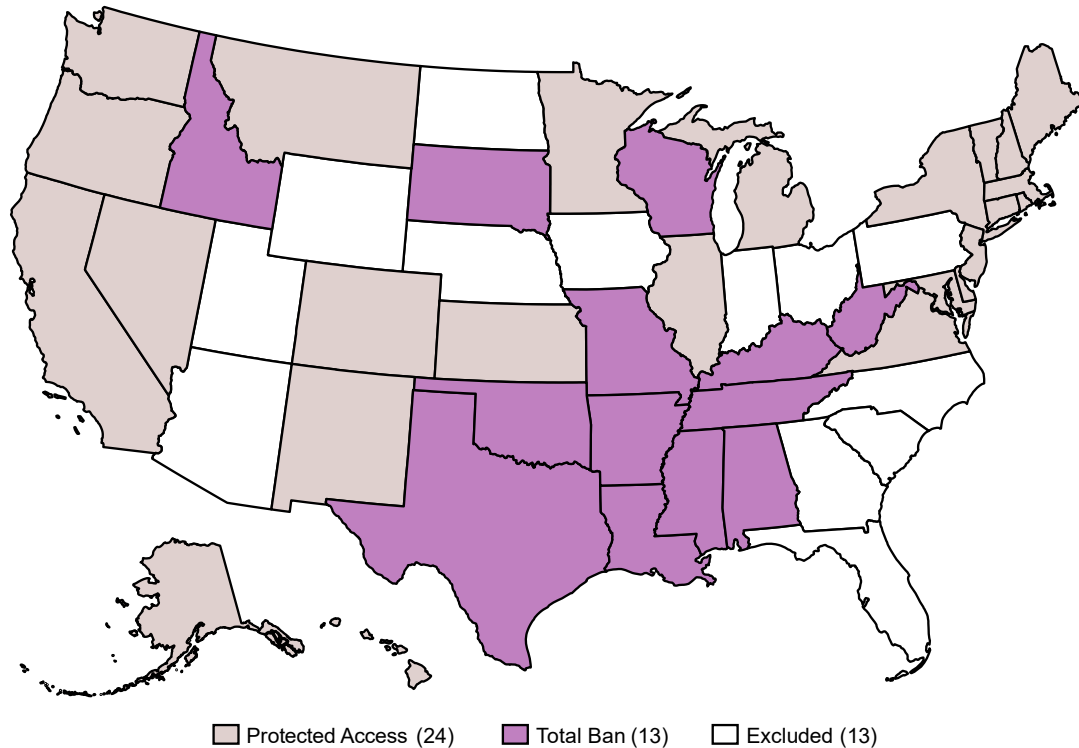 Protected Access (24) Total Ban (13) Excluded (13)